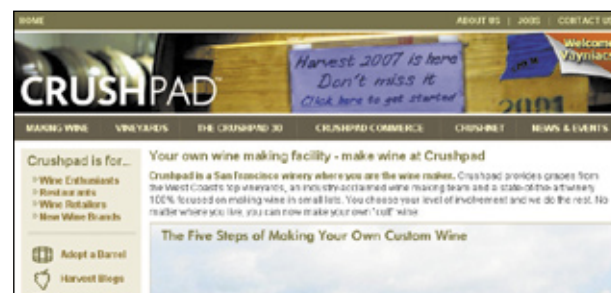 HOME
ABOUT US | JOBS | CONTACT US
Welcome
Vayniacs
Harvest 2007 is here
Don't miss it
Click here to get started
CRUSHPAD
2001
MAKING WINE VINEYARDS THE CRUSHPAD 30 CRUSHPAD COMMERCE CRUSHNET NEWS & EVENTS
Crushpad is for...
Wine Enthusiasts
Restaurants
Wine Retailers
New Wine Brands
Adopt a Barrel
Harvest Blogs
Your own wine making facility - make wine at Crushpad
Crushpad is a San Francisco winery where you are the wine maker. Crushpad provides grapes from
the West Coast's top vineyards, an industry-acclaimed wine making team and a state-of-the-art winery
100% focused on making wine in small lots. You choose your level of involvement and we do the rest. No
matter where you live, you can now make your own "cult" wine.
The Five Steps of Making Your Own Custom Wine